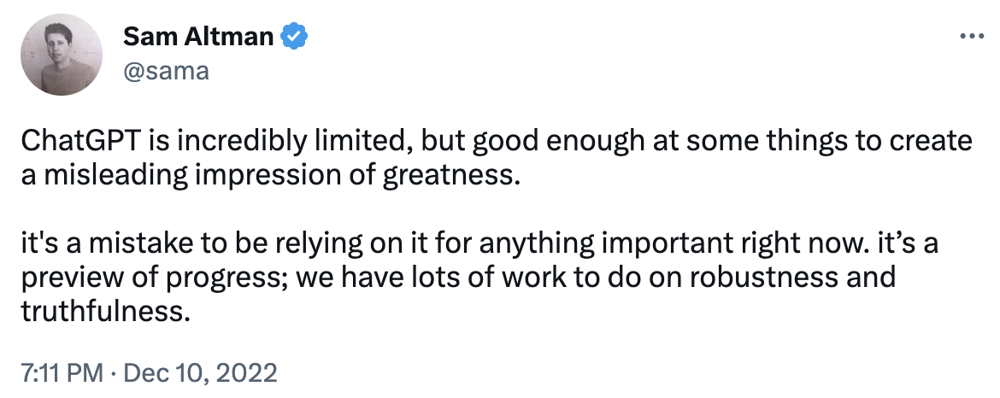 Sam Altman
@sama
ChatGPT is incredibly limited, but good enough at some things to create
a misleading impression of greatness.
it's a mistake to be relying on it for anything important right now. it’s a
preview of progress; we have lots of work to do on robustness and
truthfulness.
7:11 PM · Dec 10, 2022